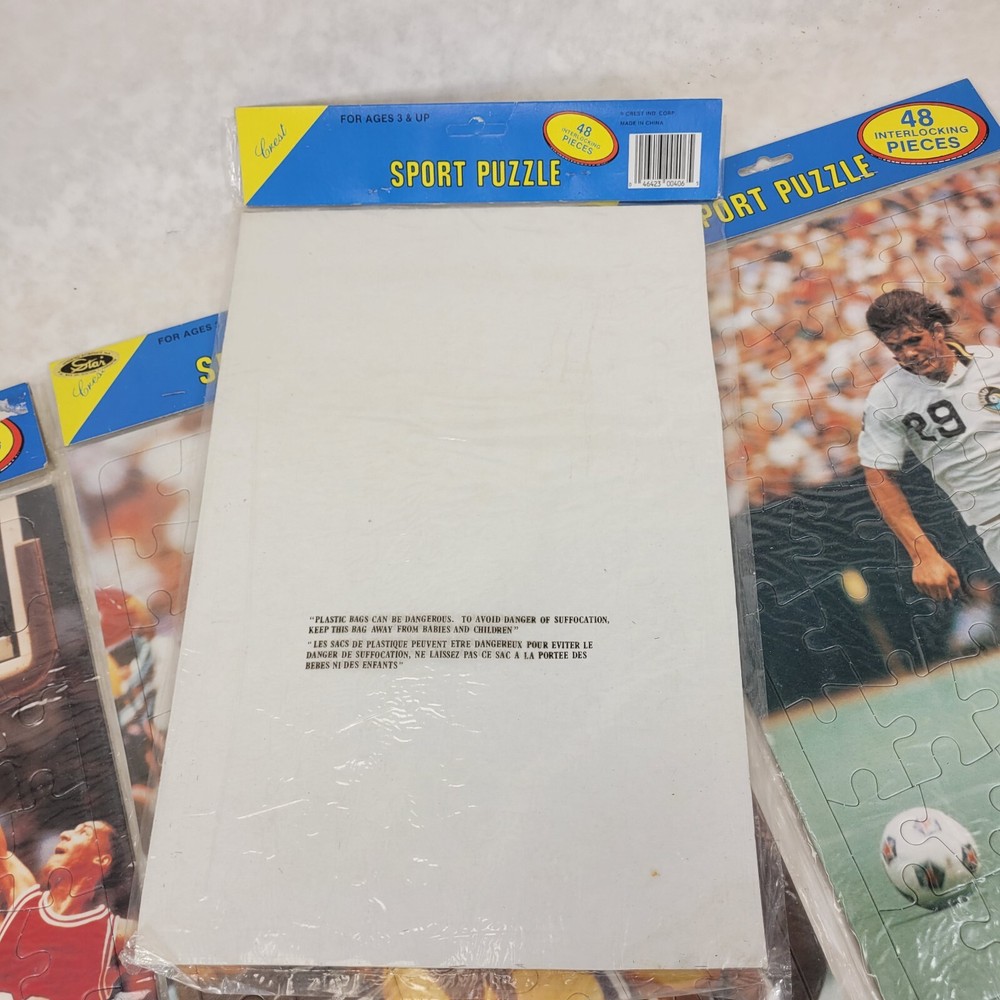 Crest
FOR AGES 3 & UP
48
INTERLOCKING
PIECES
© CREST IND. CORP.
MADE IN CHINA
SPORT PUZZLE
46423 00406
"PLASTIC BAGS CAN BE DANGEROUS. TO AVOID DANGER OF SUFFOCATION,
KEEP THIS BAG AWAY FROM BABIES AND CHILDREN"
"LES SACS DE PLASTIQUE PEUVENT ETRE DANGEREUX POUR EVITER LE
DANGER DE SUFFOCATION, NE LAISSEZ PAS CE SAC A LA PORTEE DES
BEBES NI DES ENFANTS"
48
INTERLOCKING
PIECES
PORT PUZZLE
29
Star
Crest
FOR AGES
S